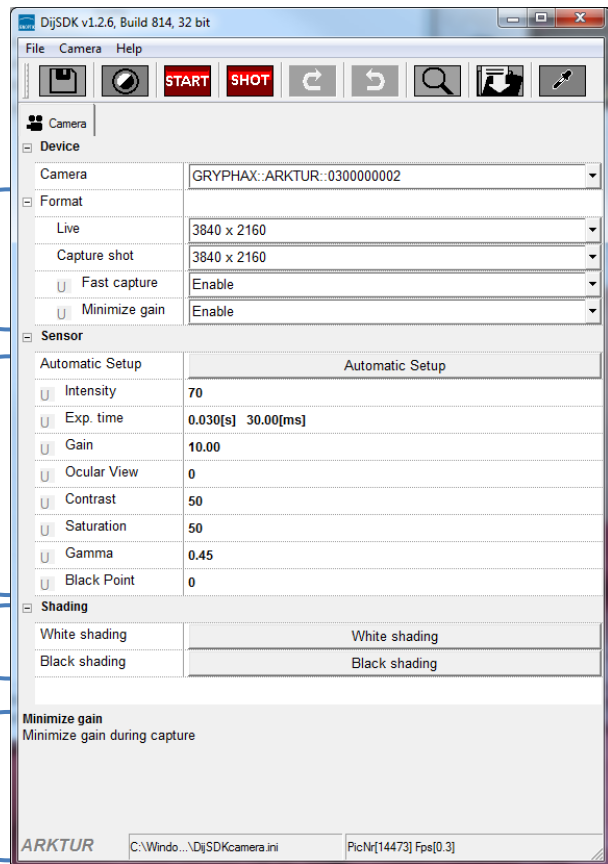 DijSDK v1.2.6, Build 814, 32 bit
File Camera Help
START SHOT
Camera
Device
Camera GRYPHAX::ARKTUR::0300000002
Format
Live 3840 x 2160
Capture shot 3840 x 2160
U Fast capture Enable
U Minimize gain Enable
Sensor
Automatic Setup Automatic Setup
U Intensity 70
U Exp. time 0.030[s] 30.00[ms]
U Gain 10.00
U Ocular View 0
U Contrast 50
U Saturation 50
U Gamma 0.45
U Black Point 0
Shading
White shading White shading
Black shading Black shading
Minimize gain
Minimize gain during capture
ARKTUR C:\Windo...\DijSDKcamera.ini PicNr[14473] Fps[0.3]